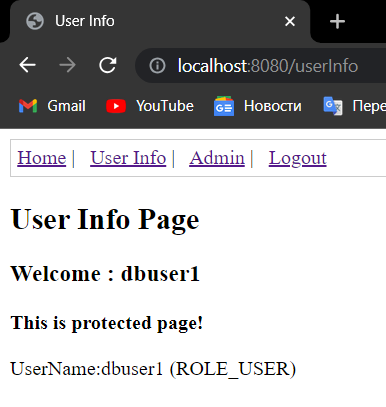 User Info
localhost:8080/userInfo
Gmail YouTube Новости Пере
Home | User Info | Admin | Logout
User Info Page
Welcome : dbuser1
This is protected page!
UserName:dbuser1 (ROLE_USER)